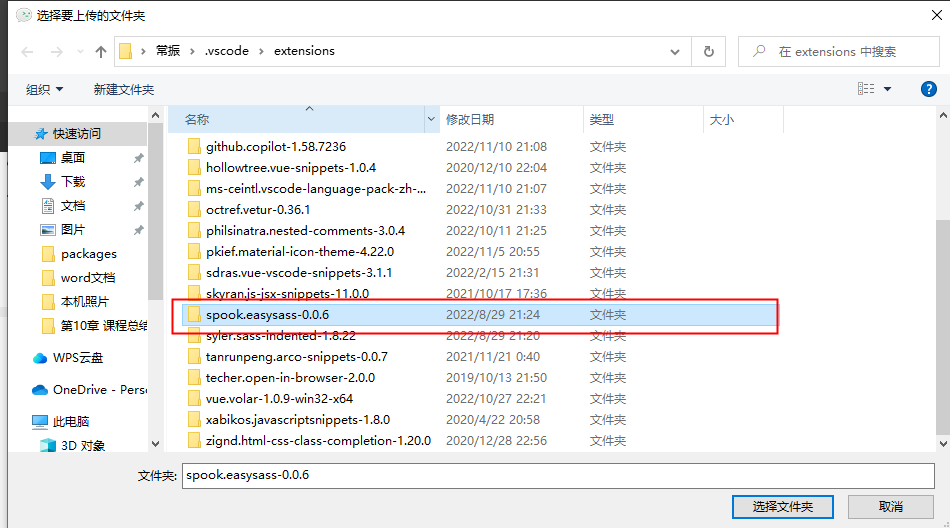 选择要上传的文件夹
常振 › .vscode › extensions
在 extensions 中搜索
组织 新建文件夹
名称 修改日期 类型 大小
快速访问
桌面
下载
文档
图片
packages
word文档
本机照片
第10章 课程总结
WPS云盘
OneDrive - Perso
此电脑
3D 对象
github.copilot-1.58.7236 2022/11/10 21:08 文件夹
hollowtree.vue-snippets-1.0.4 2020/12/10 22:04 文件夹
ms-ceintl.vscode-language-pack-zh-... 2022/11/10 21:07 文件夹
octref.vetur-0.36.1 2022/10/31 21:33 文件夹
philsinatra.nested-comments-3.0.4 2022/10/11 21:25 文件夹
pkief.material-icon-theme-4.22.0 2022/11/5 20:55 文件夹
sdras.vue-vscode-snippets-3.1.1 2022/2/15 21:31 文件夹
skyran.js-jsx-snippets-11.0.0 2021/10/17 17:36 文件夹
spook.easysass-0.0.6 2022/8/29 21:24 文件夹
syler.sass-indented-1.8.22 2022/8/29 21:20 文件夹
tanrunpeng.arco-snippets-0.0.7 2021/11/21 0:40 文件夹
techer.open-in-browser-2.0.0 2019/10/13 21:50 文件夹
vue.volar-1.0.9-win32-x64 2022/10/27 22:21 文件夹
xabikos.javascriptsnippets-1.8.0 2020/4/22 20:58 文件夹
zignd.html-css-class-completion-1.20.0 2020/12/28 22:56 文件夹
文件夹: spook.easysass-0.0.6
选择文件夹 取消